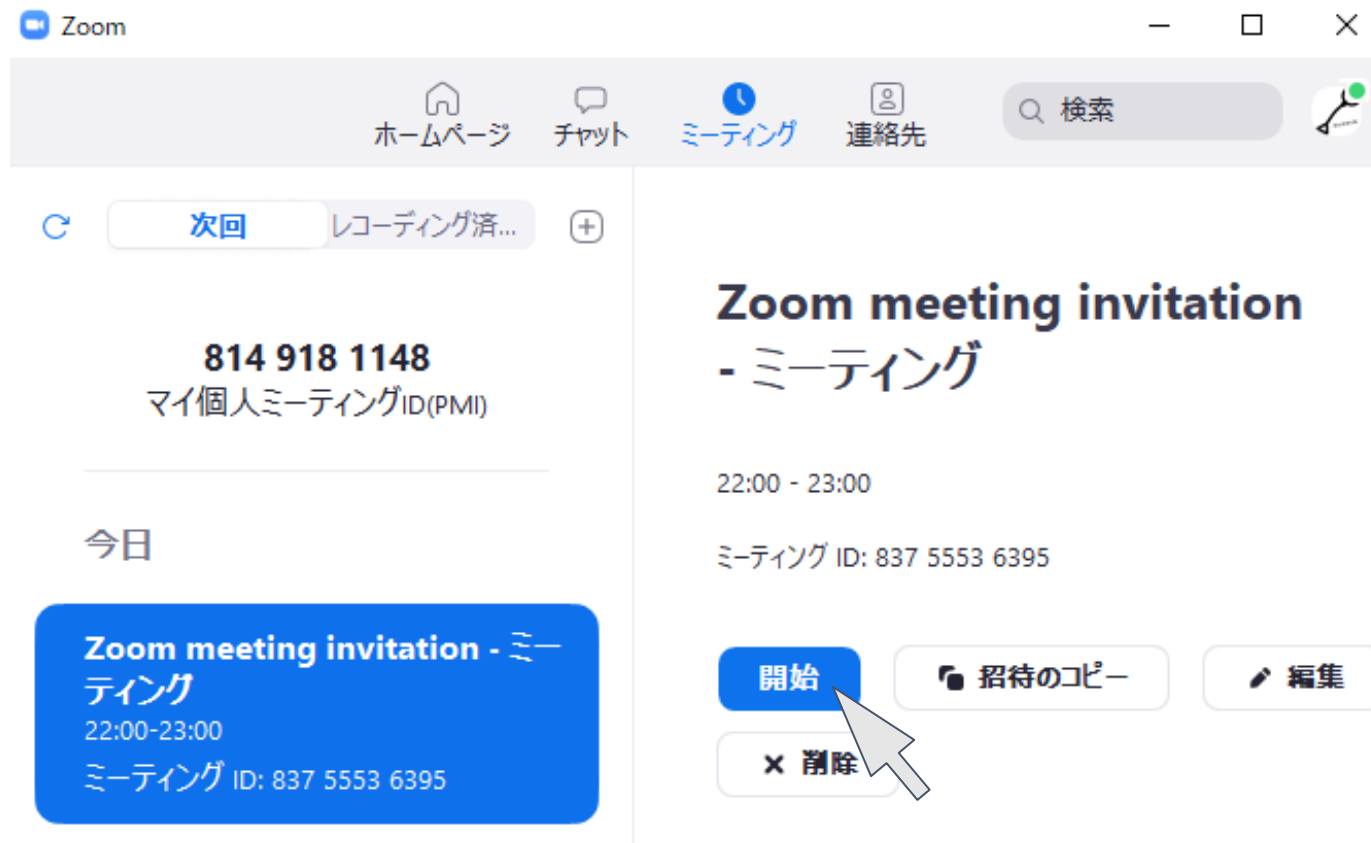 Zoom
ホームページ
チャット
ミーティング
連絡先
検索
次回
レコーディング済...
814 918 1148
マイ個人ミーティングID(PMI)
今日
Zoom meeting invitation - ミー
ティング
22:00-23:00
ミーティング ID: 837 5553 6395
Zoom meeting invitation
- ミーティング
22:00 - 23:00
ミーティング ID: 837 5553 6395
開始
招待のコピー
編集
削除